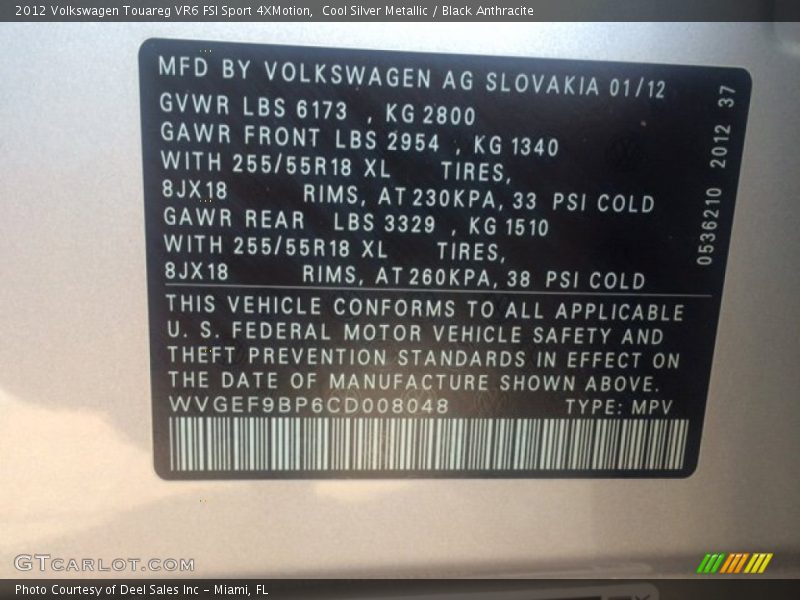 2012 Volkswagen Touareg VR6 FSI Sport 4XMotion,  Cool Silver Metallic / Black Anthracite
MFD BY VOLKSWAGEN AG SLOVAKIA 01/12
GVWR LBS 6173 , KG 2800
GAWR FRONT LBS 2954 , KG 1340
WITH 255/55R18 XL TIRES,
8JX18 RIMS, AT 230KPA, 33 PSI COLD
GAWR REAR LBS 3329 , KG 1510
WITH 255/55R18 XL TIRES,
8JX18 RIMS, AT 260KPA, 38 PSI COLD
0536210 2012 37
THIS VEHICLE CONFORMS TO ALL APPLICABLE
U. S. FEDERAL MOTOR VEHICLE SAFETY AND
THEFT PREVENTION STANDARDS IN EFFECT ON
THE DATE OF MANUFACTURE SHOWN ABOVE.
WVGEF9BP6CD008048 TYPE: MPV
GTCARLOT.COM
Photo Courtesy of Deel Sales Inc - Miami, FL